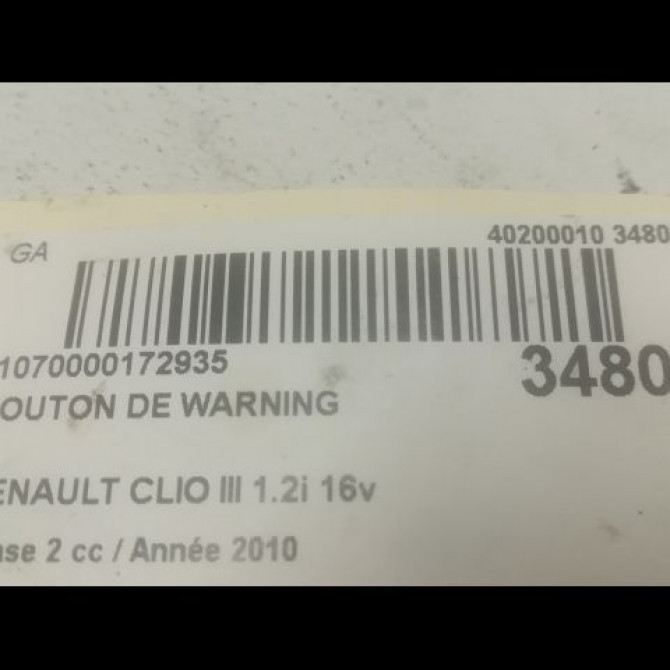 40200010 3480
GA
1070000172935
3480
OUTON DE WARNING
ENAULT CLIO III 1.2i 16v
ase 2 cc / Année 2010